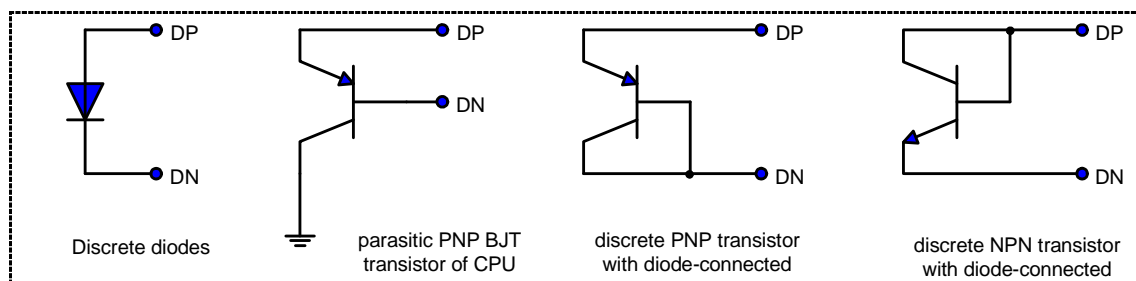 DP
DN
Discrete diodes
DP
DN
parasitic PNP BJT
transistor of CPU
DP
DN
discrete PNP transistor
with diode-connected
DP
DN
discrete NPN transistor
with diode-connected